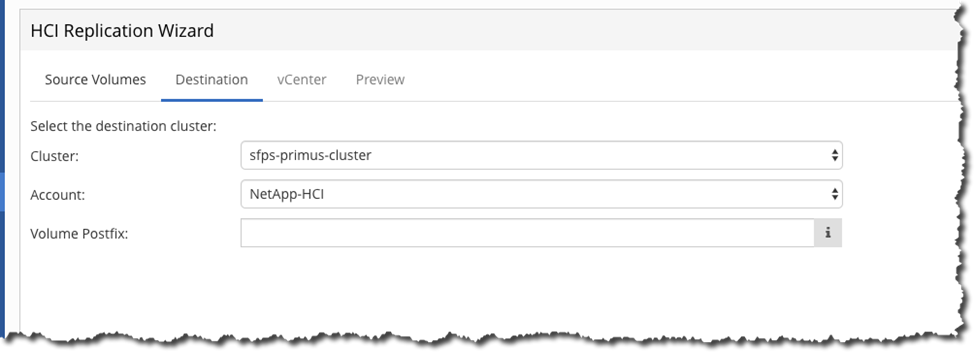 HCI Replication Wizard
Source Volumes Destination vCenter Preview
Select the destination cluster:
Cluster: sfps-primus-cluster
Account: NetApp-HCI
Volume Postfix: i